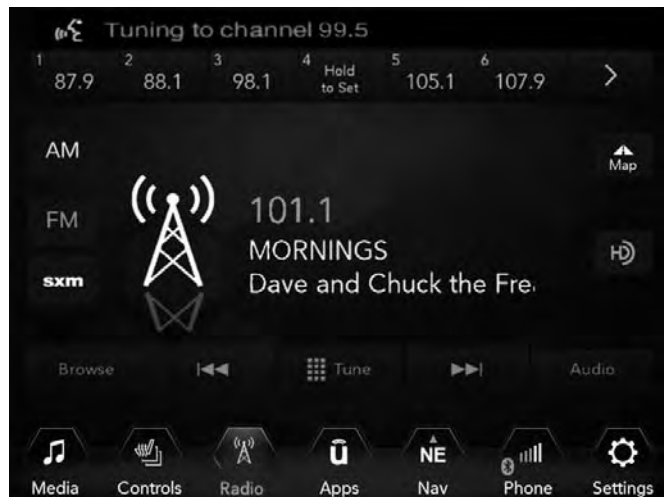 Tuning to channel 99.5
1 87.9 2 88.1 3 98.1 4 Hold to Set 5 105.1 6 107.9
AM
Map
FM
101.1
MORNINGS
HD
sxm
Dave and Chuck the Fre
Browse Tune Audio
ū NE
Media Controls Radio Apps Nav Phone Settings